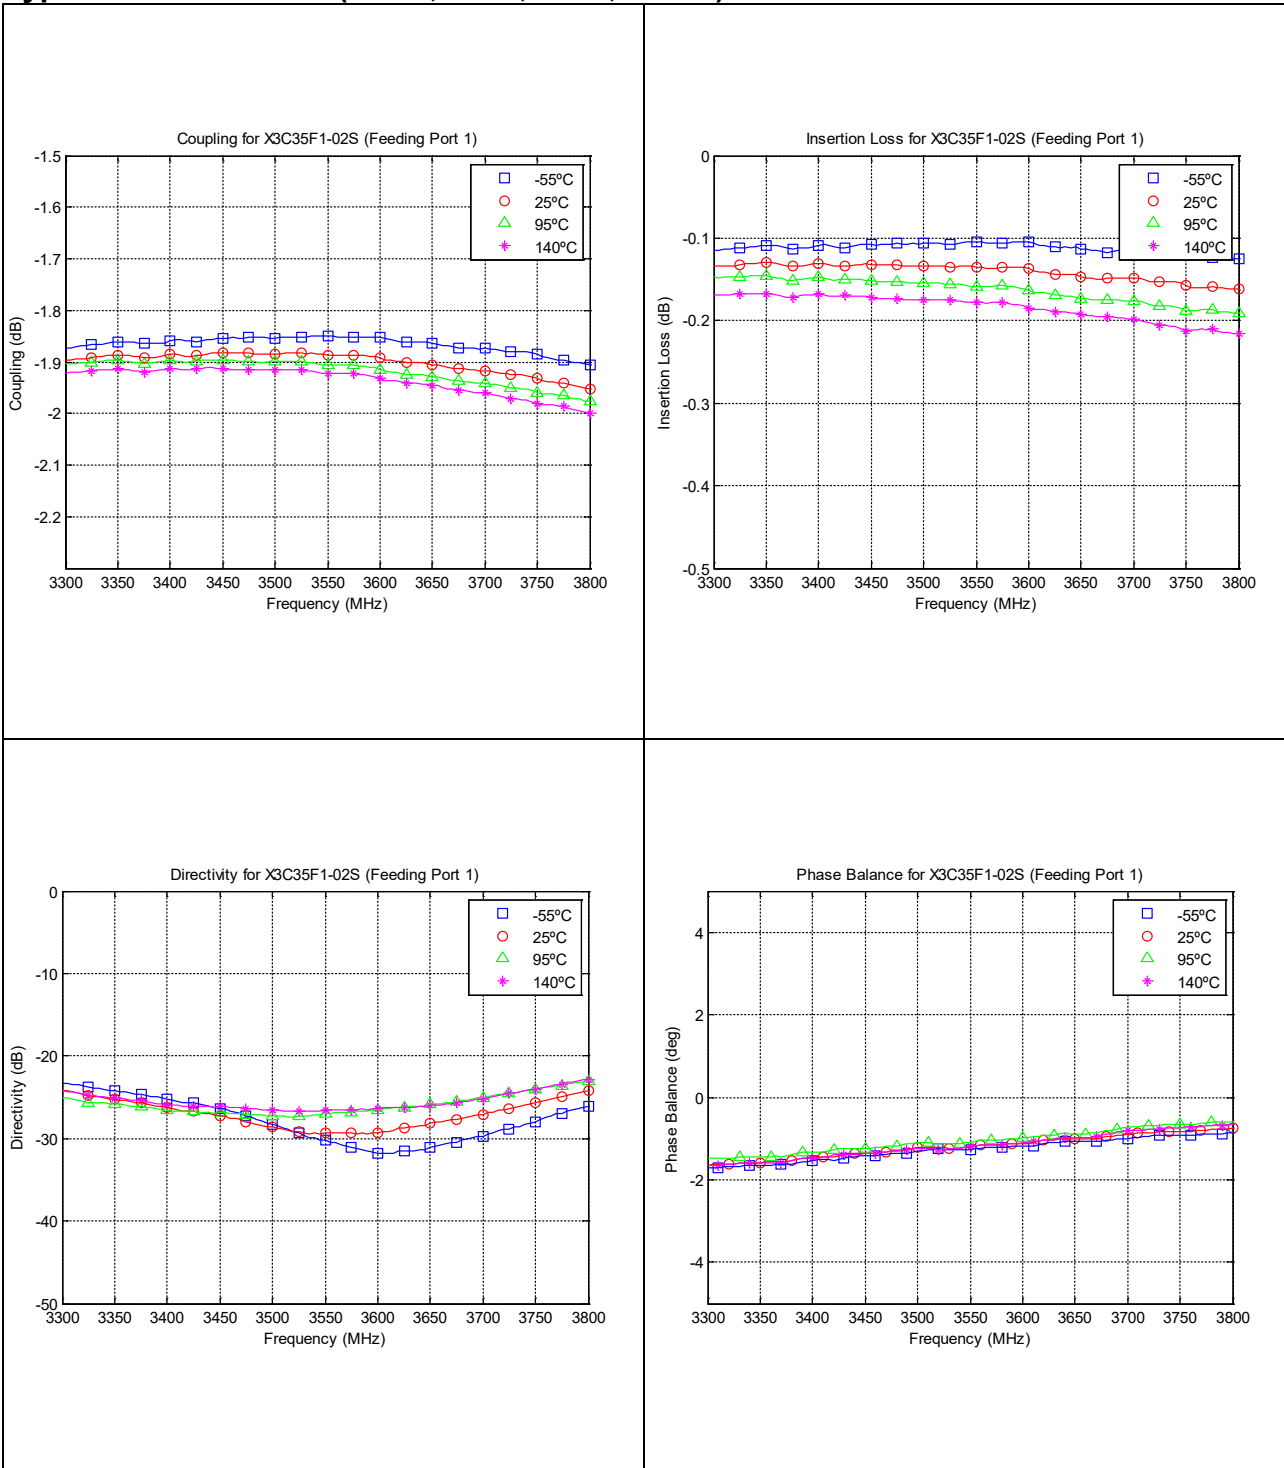 Coupling for X3C35F1-02S (Feeding Port 1)
-1.5
-1.6
-1.7
-1.8
-1.9
-2
-2.1
-2.2
Coupling (dB)
-55ºC
25ºC
95ºC
140ºC
3300 3350 3400 3450 3500 3550 3600 3650 3700 3750 3800
Frequency (MHz)
Insertion Loss for X3C35F1-02S (Feeding Port 1)
0
-0.1
-0.2
-0.3
-0.4
-0.5
Insertion Loss (dB)
-55ºC
25ºC
95ºC
140ºC
3300 3350 3400 3450 3500 3550 3600 3650 3700 3750 3800
Frequency (MHz)
Directivity for X3C35F1-02S (Feeding Port 1)
0
-10
-20
-30
-40
-50
Directivity (dB)
-55ºC
25ºC
95ºC
140ºC
3300 3350 3400 3450 3500 3550 3600 3650 3700 3750 3800
Frequency (MHz)
Phase Balance for X3C35F1-02S (Feeding Port 1)
4
2
0
-2
-4
Phase Balance (deg)
-55ºC
25ºC
95ºC
140ºC
3300 3350 3400 3450 3500 3550 3600 3650 3700 3750 3800
Frequency (MHz)